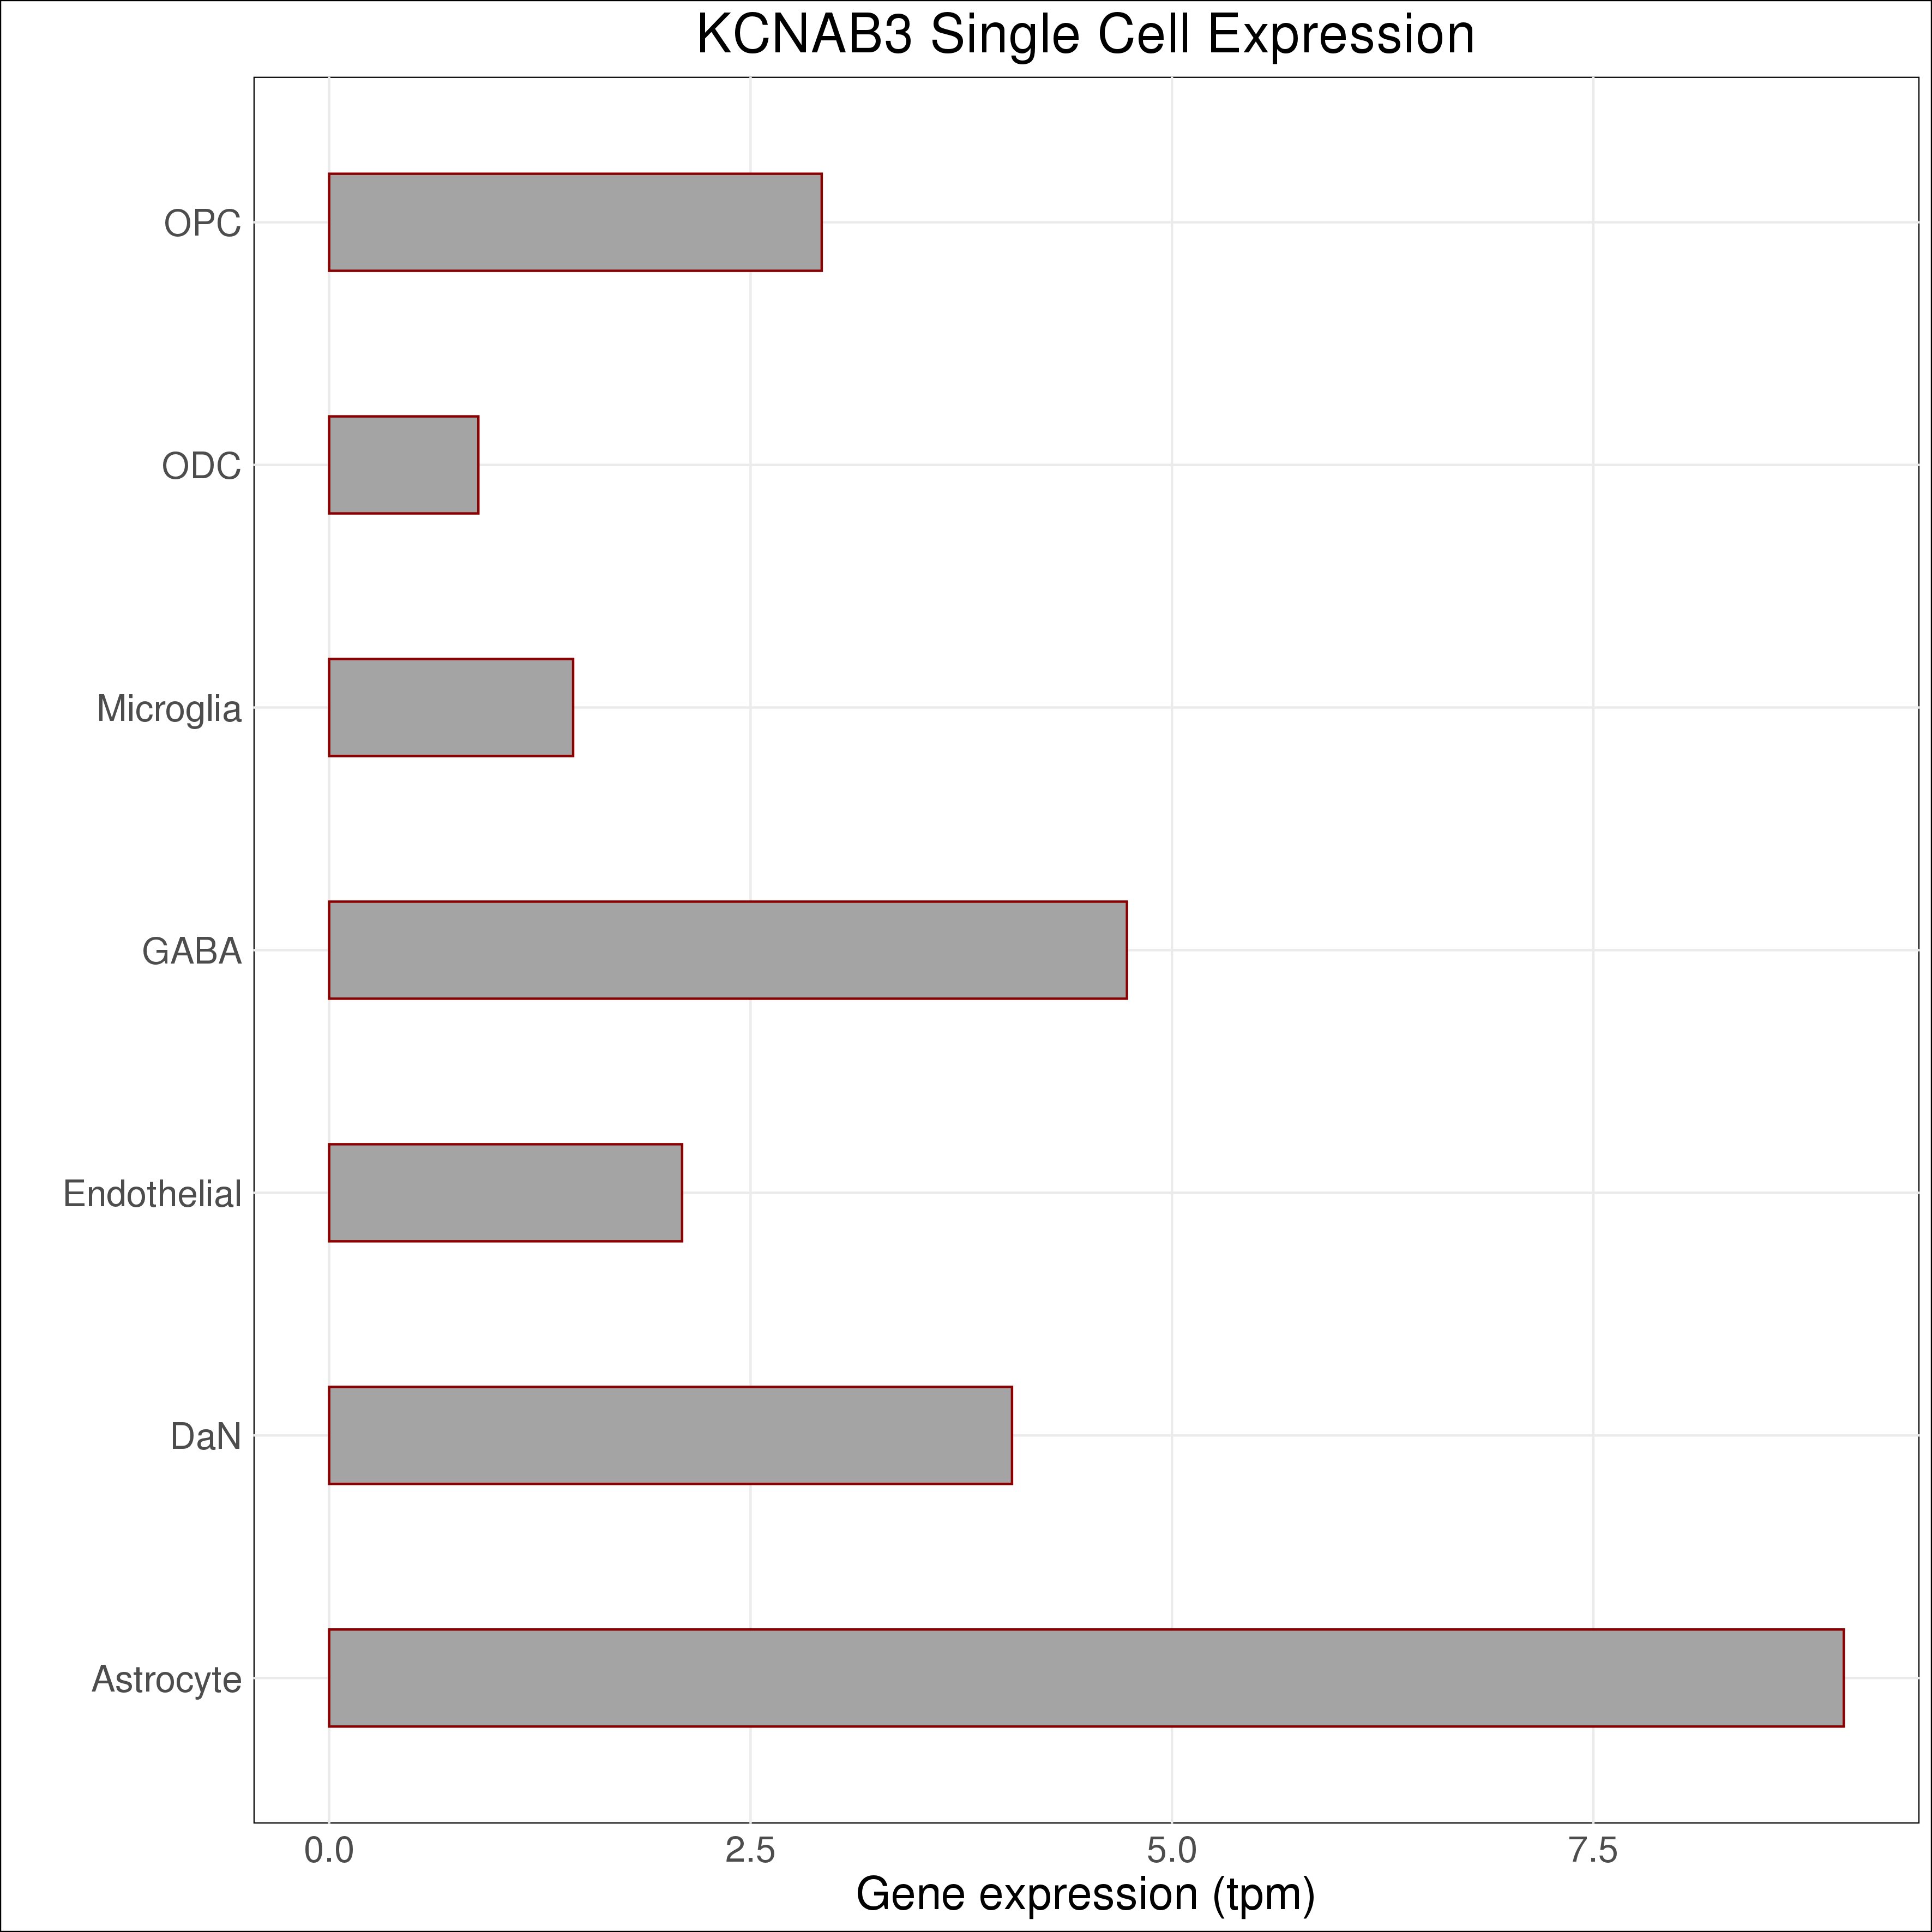 KCNAB3 Single Cell Expression
OPC
ODC
Microglia
GABA
Endothelial
DaN
Astrocyte
0.0 2.5 5.0 7.5
Gene expression (tpm)